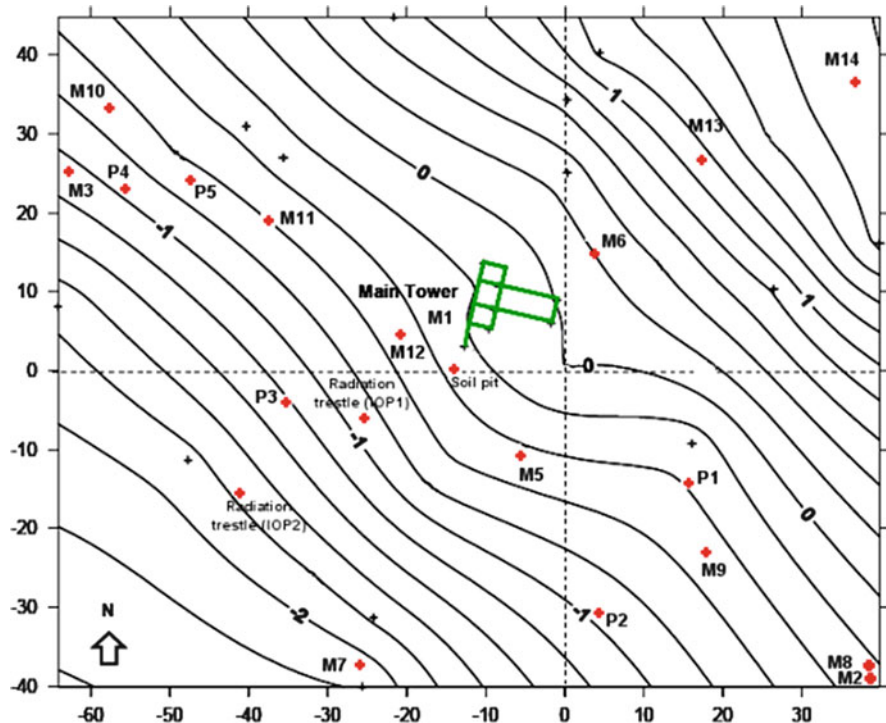 40
M14
M10
1
30
M13
M3
P4
P5
0
20
M11
-1
M6
10
Main Tower
1
M1
M12
0
0
Soil pit
Radiation
trestle (IOP1)
P3
-1
-10
M5
P1
Radiation
trestle (IOP2)
0
-20
M9
N
-30
-2
-1
P2
M7
M8
M2
-40
-60
-50
-40
-30
-20
-10
0
10
20
30